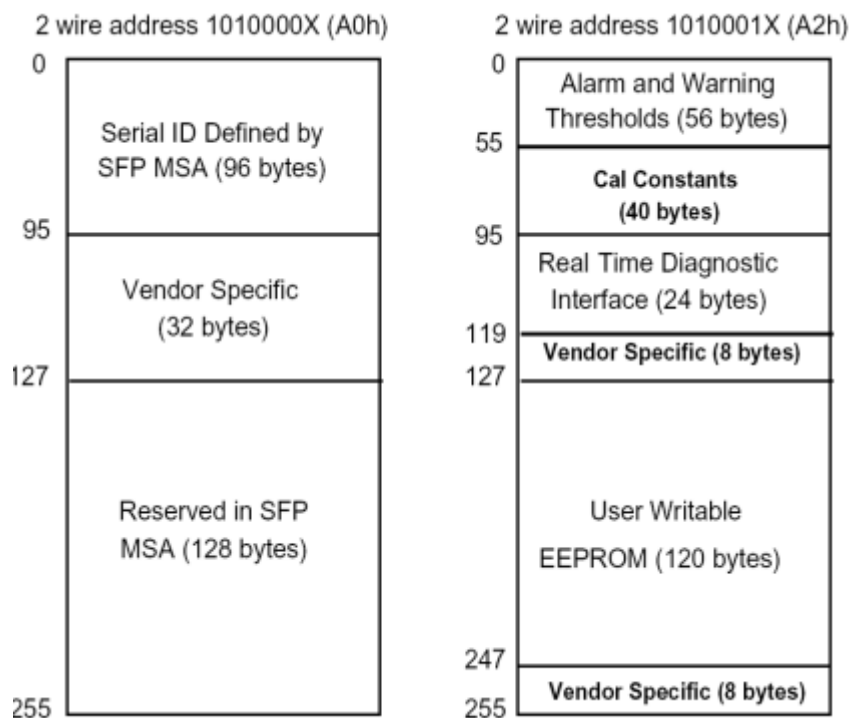 2 wire address 1010000X (A0h)
0
Serial ID Defined by
SFP MSA (96 bytes)
95
Vendor Specific
(32 bytes)
127
Reserved in SFP
MSA (128 bytes)
255
2 wire address 1010001X (A2h)
0
Alarm and Warning
Thresholds (56 bytes)
55
Cal Constants
(40 bytes)
95
Real Time Diagnostic
Interface (24 bytes)
119
Vendor Specific (8 bytes)
127
User Writable
EEPROM (120 bytes)
247
Vendor Specific (8 bytes)
255